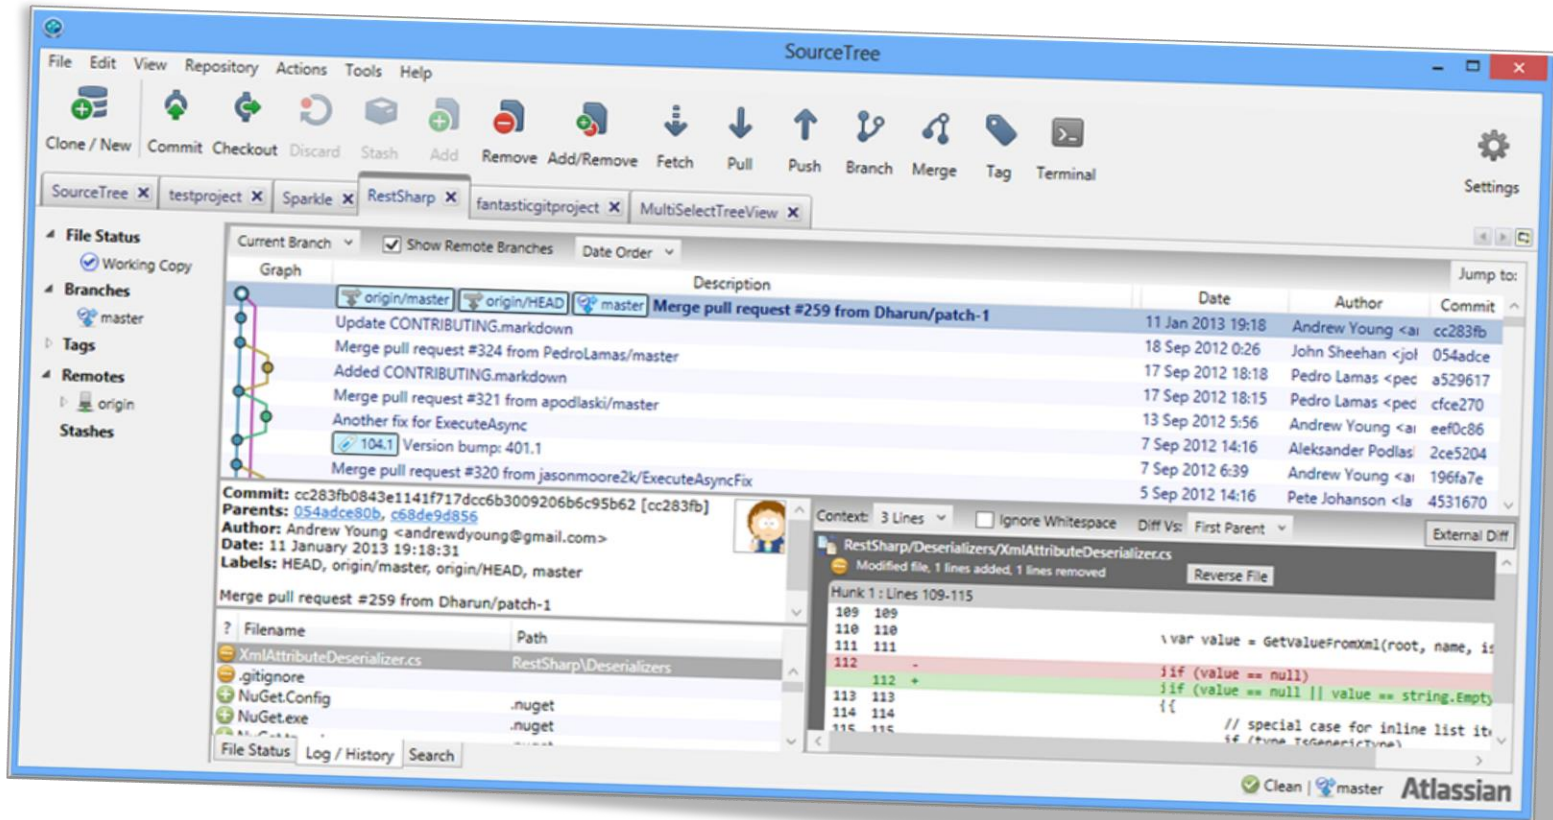 SourceTree
File Edit View Repository Actions Tools Help
Clone / New Commit Checkout Discard Stash Add Remove Add/Remove Fetch Pull Push Branch Merge Tag Terminal Settings
SourceTree testproject Sparkle RestSharp fantasticgitproject MultiSelectTreeView
File Status
Working Copy
Branches
master
Tags
Remotes
origin
Stashes
Current Branch Show Remote Branches Date Order Jump to:
Graph Description Date Author Commit
origin/master origin/HEAD master Merge pull request #259 from Dharun/patch-1 11 Jan 2013 19:18 Andrew Young <ar cc283fb
Update CONTRIBUTING.markdown 18 Sep 2012 0:26 John Sheehan <joh 054adce
Merge pull request #324 from PedroLamas/master 17 Sep 2012 18:18 Pedro Lamas <ped a529617
Added CONTRIBUTING.markdown 17 Sep 2012 18:15 Pedro Lamas <ped cfce270
Merge pull request #321 from apodlaski/master 13 Sep 2012 5:56 Andrew Young <ar eef0c86
Another fix for ExecuteAsync 7 Sep 2012 14:16 Aleksander Podlas 2ce5204
104.1 Version bump: 401.1 7 Sep 2012 6:39 Andrew Young <ar 196fa7e
Merge pull request #320 from jasonmoore2k/ExecuteAsyncFix 5 Sep 2012 14:16 Pete Johanson <la 4531670
Commit: cc283fb0843e1141f717dcc6b3009206b6c95b62 [cc283fb]
Parents: 054adce80b, c68de9d856
Author: Andrew Young <andrewdyoung@gmail.com>
Date: 11 January 2013 19:18:31
Labels: HEAD, origin/master, origin/HEAD, master
Merge pull request #259 from Dharun/patch-1
? Filename Path
XmlAttributeDeserializer.cs RestSharp\Deserializers
.gitignore
NuGet.Config .nuget
NuGet.exe .nuget
File Status Log / History Search
Context: 3 Lines Ignore Whitespace Diff Vs: First Parent External Diff
RestSharp/Deserializers/XmlAttributeDeserializer.cs
Modified file, 1 lines added, 1 lines removed Reverse File
Hunk 1 : Lines 109-115
109 109
110 110 var value = GetValueFromXml(root, name, is
111 111
112 - if (value == null)
112 + if (value == null || value == string.Empty
113 113 {
114 114 // special case for inline list ite
115 115 if (type.IsGenericType)
Clean | master Atlassian